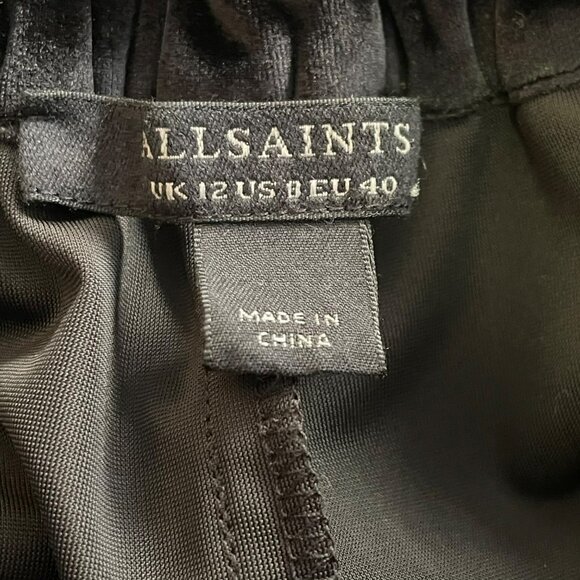 ALLSAINTS
UK 12 US 8 EU 40
MADE IN
CHINA